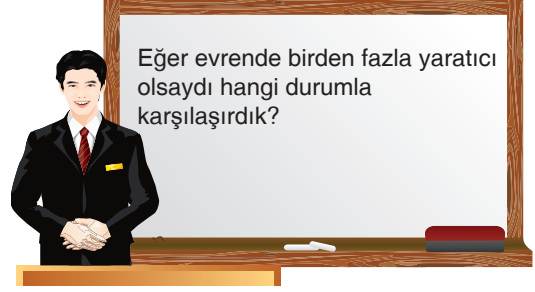 Eğer evrende birden fazla yaratıcı
olsaydı hangi durumla
karşılaşırdık?